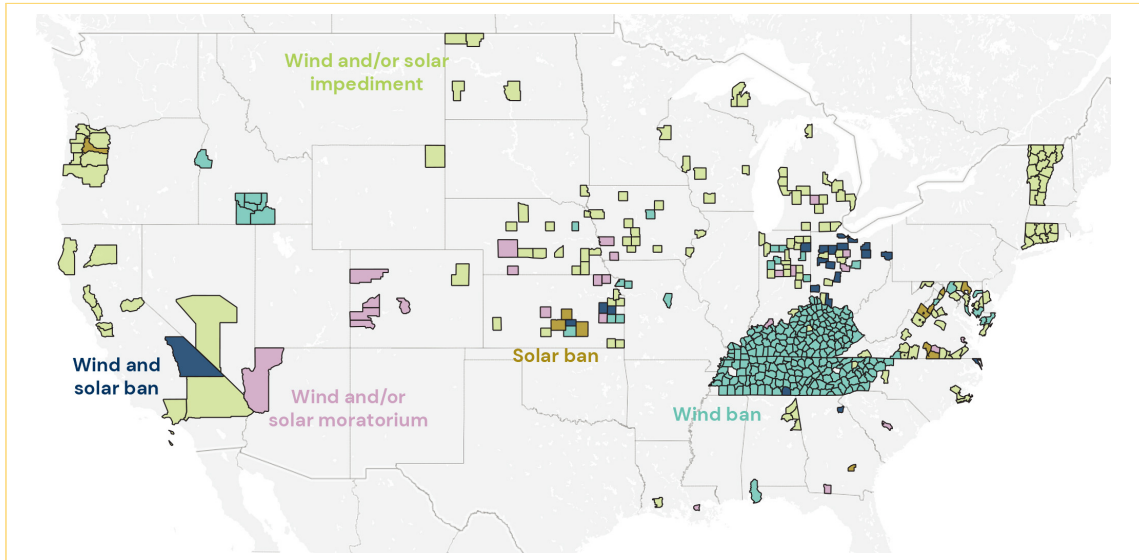 Wind and/or solar
impediment
Solar ban
Wind and
solar ban
Wind and/or
solar moratorium
Wind ban